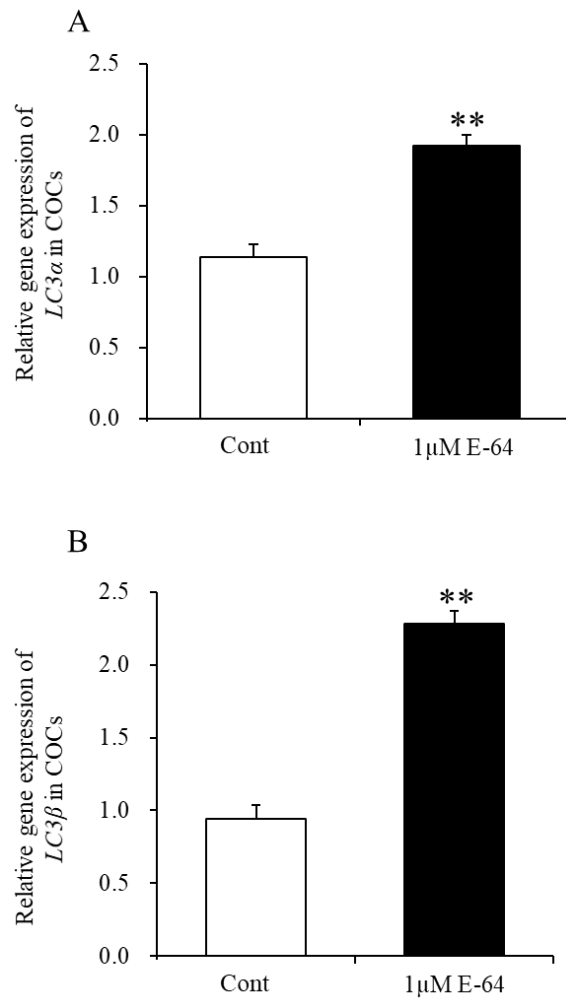 A
Relative gene expression of
LC3α in COCs
2.5
2.0
1.5
1.0
0.5
0.0
**
Cont
1μM E-64
B
Relative gene expression of
LC3β in COCs
2.5
2.0
1.5
1.0
0.5
0.0
**
Cont
1μM E-64